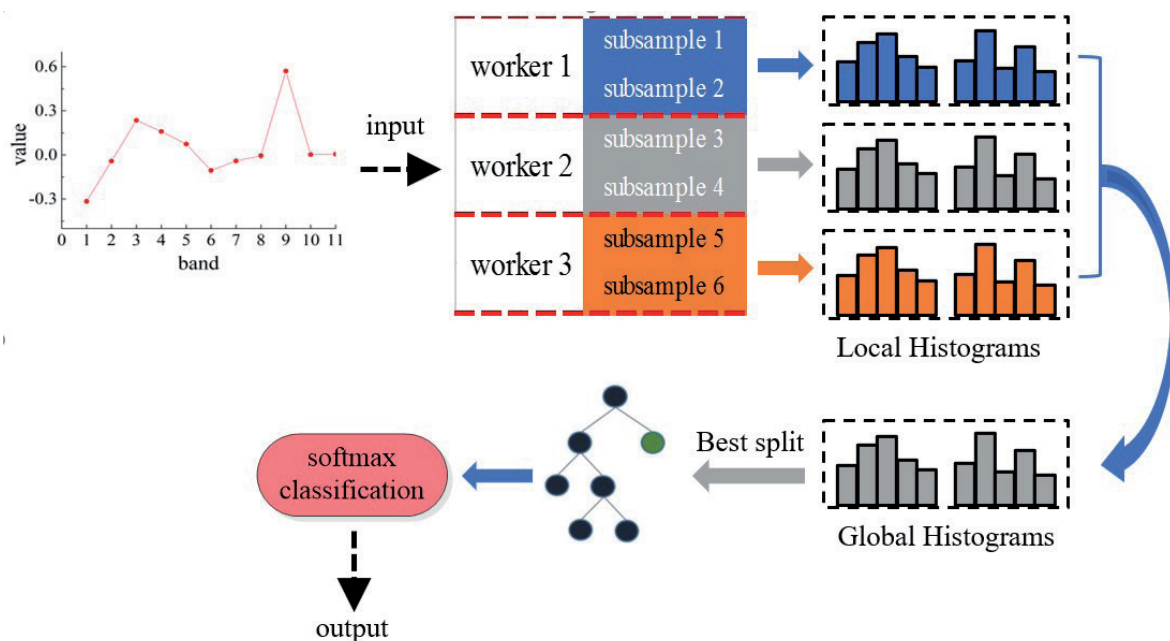 0.6
0.3
0.0
-0.3
value
0 1 2 3 4 5 6 7 8 9 10 11
band
input
worker 1
subsample 1
subsample 2
worker 2
subsample 3
subsample 4
worker 3
subsample 5
subsample 6
Local Histograms
Global Histograms
Best split
softmax
classification
output